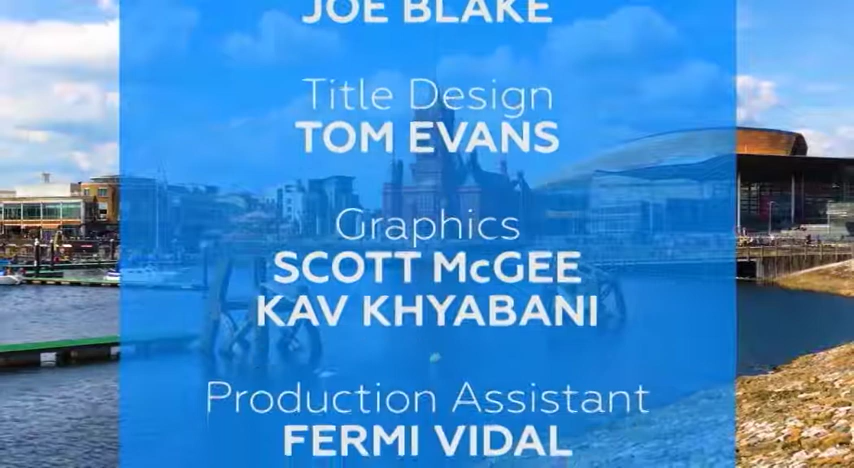 JOE BLAKE
Title Design
TOM EVANS
Graphics
SCOTT McGEE
KAV KHYABANI
Production Assistant
FERMI VIDAL